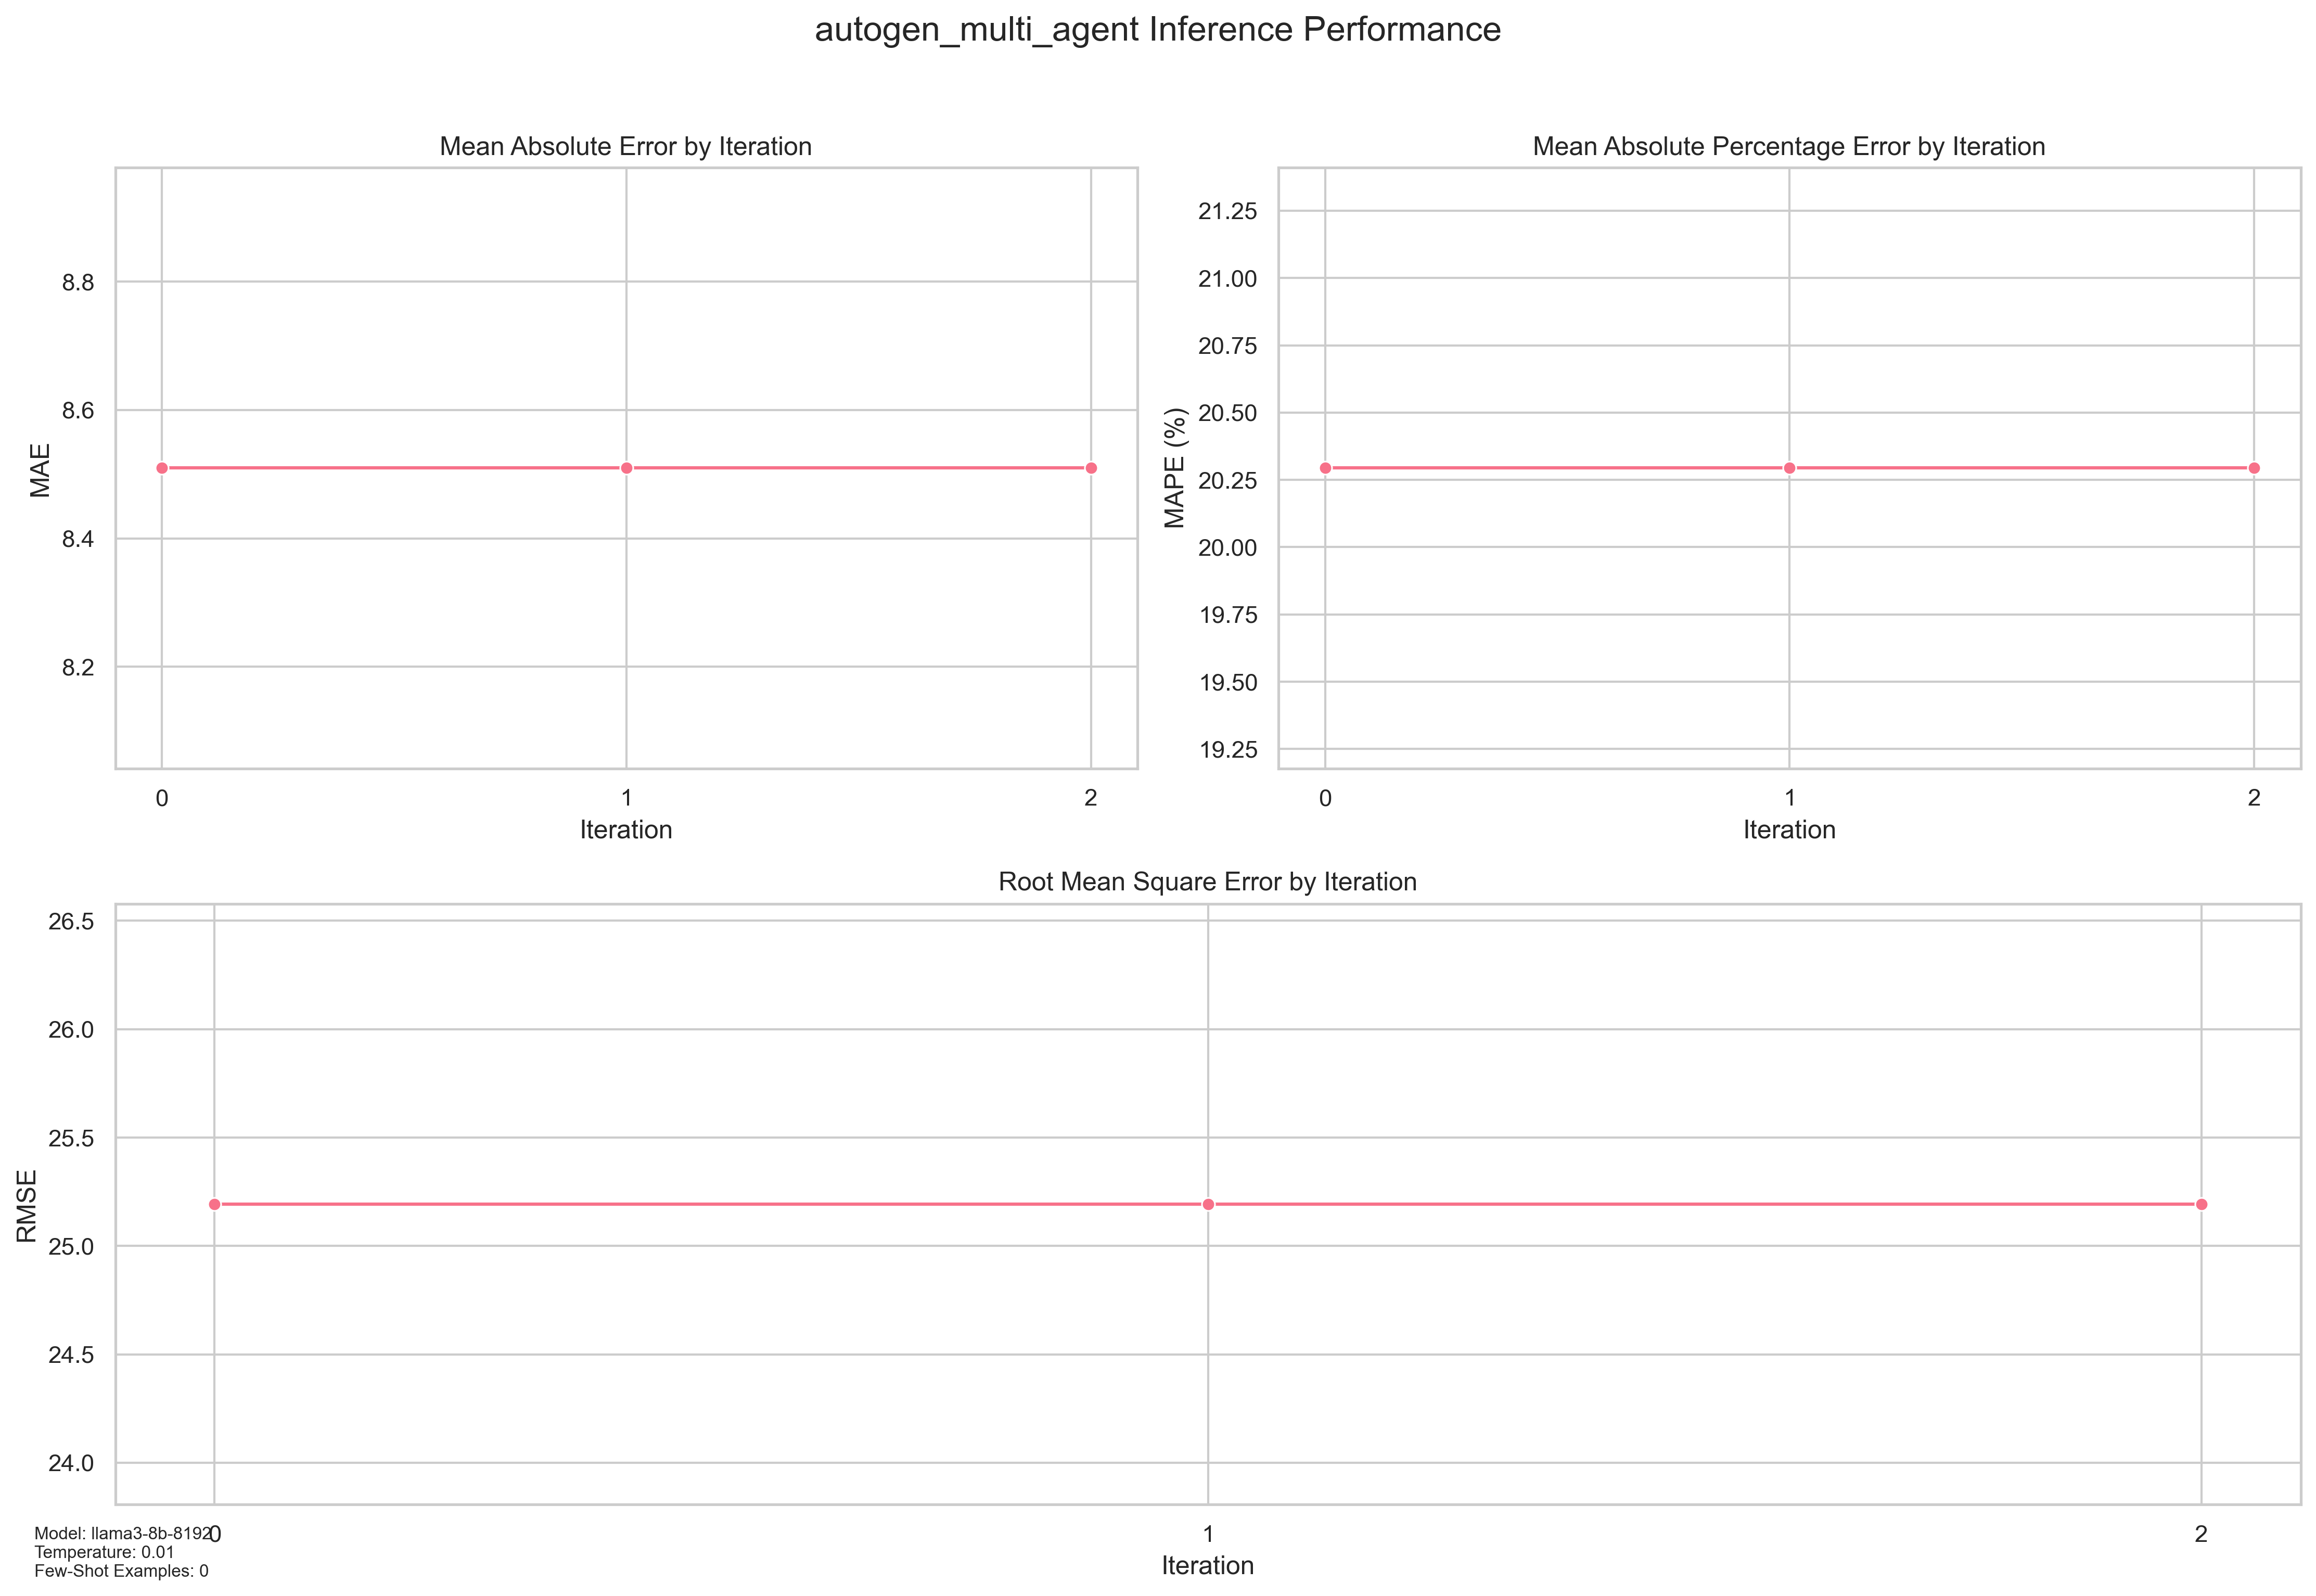 autogen_multi_agent Inference Performance
Mean Absolute Error by Iteration
MAE
8.8
8.6
8.4
8.2
0 1 2
Iteration
Mean Absolute Percentage Error by Iteration
MAPE (%)
21.25
21.00
20.75
20.50
20.25
20.00
19.75
19.50
19.25
0 1 2
Iteration
Root Mean Square Error by Iteration
RMSE
26.5
26.0
25.5
25.0
24.5
24.0
0 1 2
Iteration
Model: llama3-8b-8192
Temperature: 0.01
Few-Shot Examples: 0